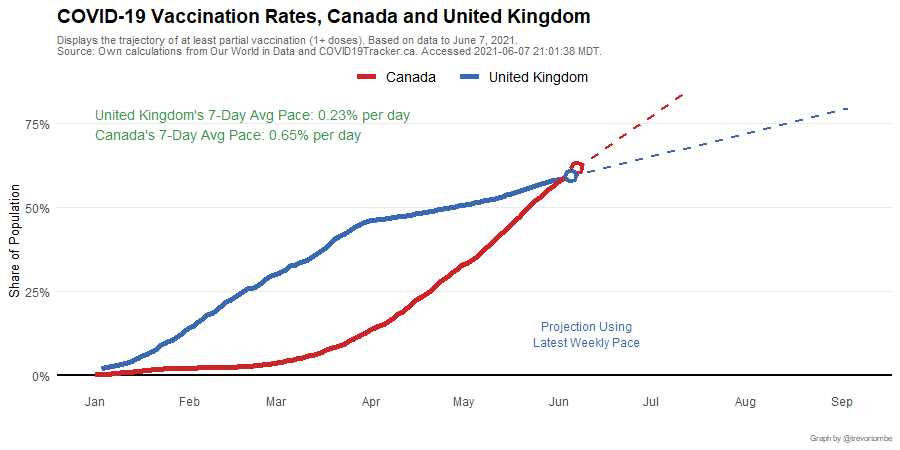 COVID-19 Vaccination Rates, Canada and United Kingdom
Displays the trajectory of at least partial vaccination (1+ doses). Based on data to June 7, 2021.
Source: Own calculations from Our World in Data and COVID19Tracker.ca. Accessed 2021-06-07 21:01:38 MDT.
Canada United Kingdom
United Kingdom's 7-Day Avg Pace: 0.23% per day
Canada's 7-Day Avg Pace: 0.65% per day
75%
50%
25%
0%
Share of Population
Projection Using
Latest Weekly Pace
Jan Feb Mar Apr May Jun Jul Aug Sep
Graph by @trevortombe